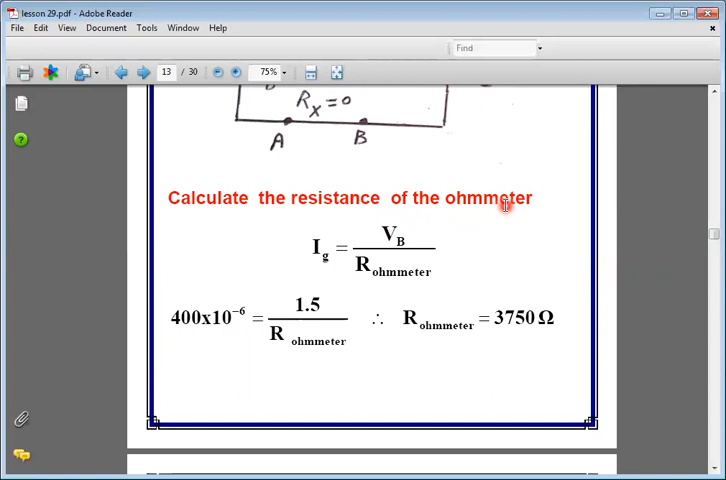 lesson 29.pdf - Adobe Reader
File Edit View Document Tools Window Help
13 / 30 75% Find
Rx=0
A B
Calculate the resistance of the ohmmeter
Ig = VB / Rohmmeter
400x10⁻⁶ = 1.5 / R ohmmeter ∴ Rohmmeter = 3750 Ω